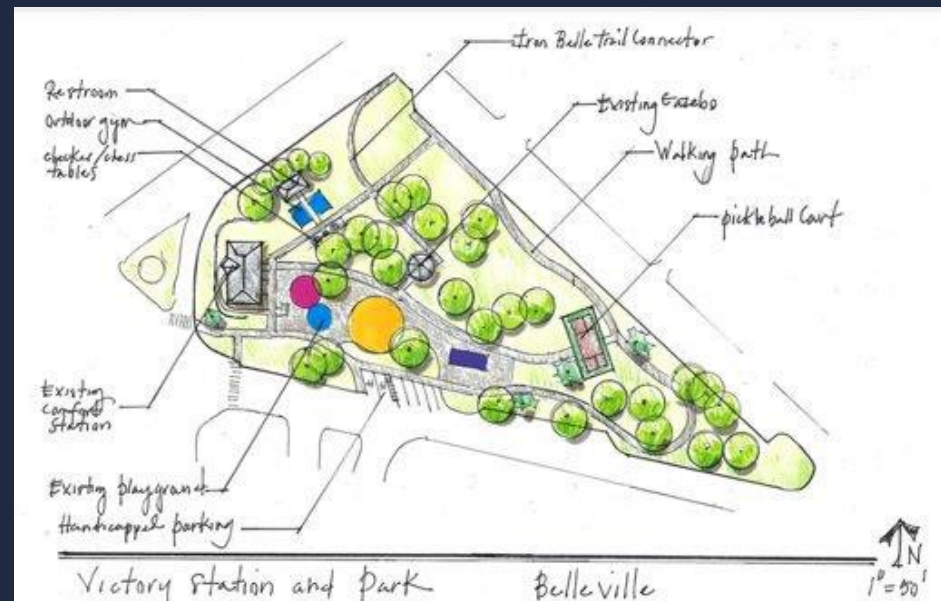 Iron Belle Trail Connector
Restroom
Outdoor gym
checker/chess
tables
Existing Gazebo
Walking path
pickleball Court
Existing
comfort
Station
Existing playground
Handicapped parking
N
Victory Station and Park Belleville
1"=50'